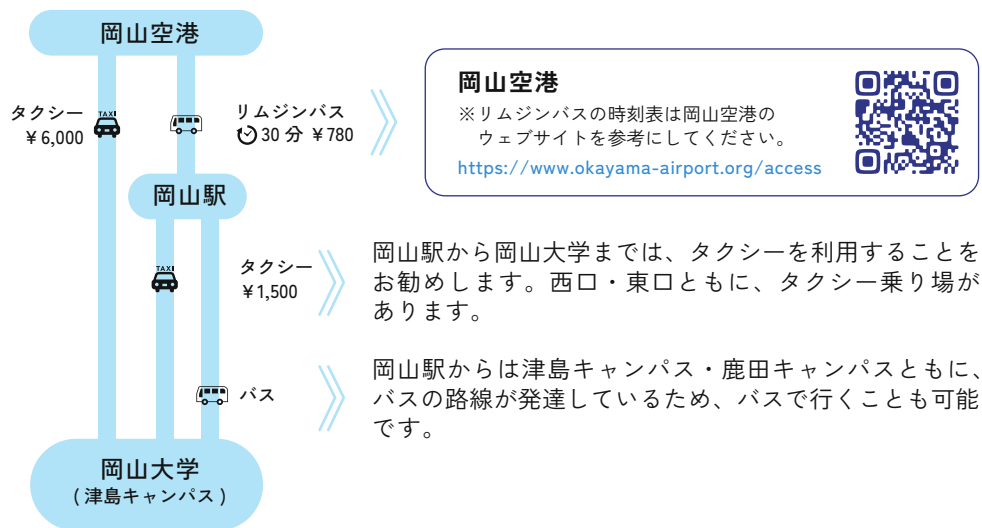 岡山空港
タクシー
¥6,000
TAXI
リムジンバス
30 分 ¥780
岡山空港
※リムジンバスの時刻表は岡山空港の
ウェブサイトを参考にしてください。
https://www.okayama-airport.org/access
岡山駅
TAXI
タクシー
¥1,500
岡山駅から岡山大学までは、タクシーを利用することを
お勧めします。西口・東口ともに、タクシー乗り場が
あります。
バス
岡山駅からは津島キャンパス・鹿田キャンパスともに、
バスの路線が発達しているため、バスで行くことも可能
です。
岡山大学
(津島キャンパス)